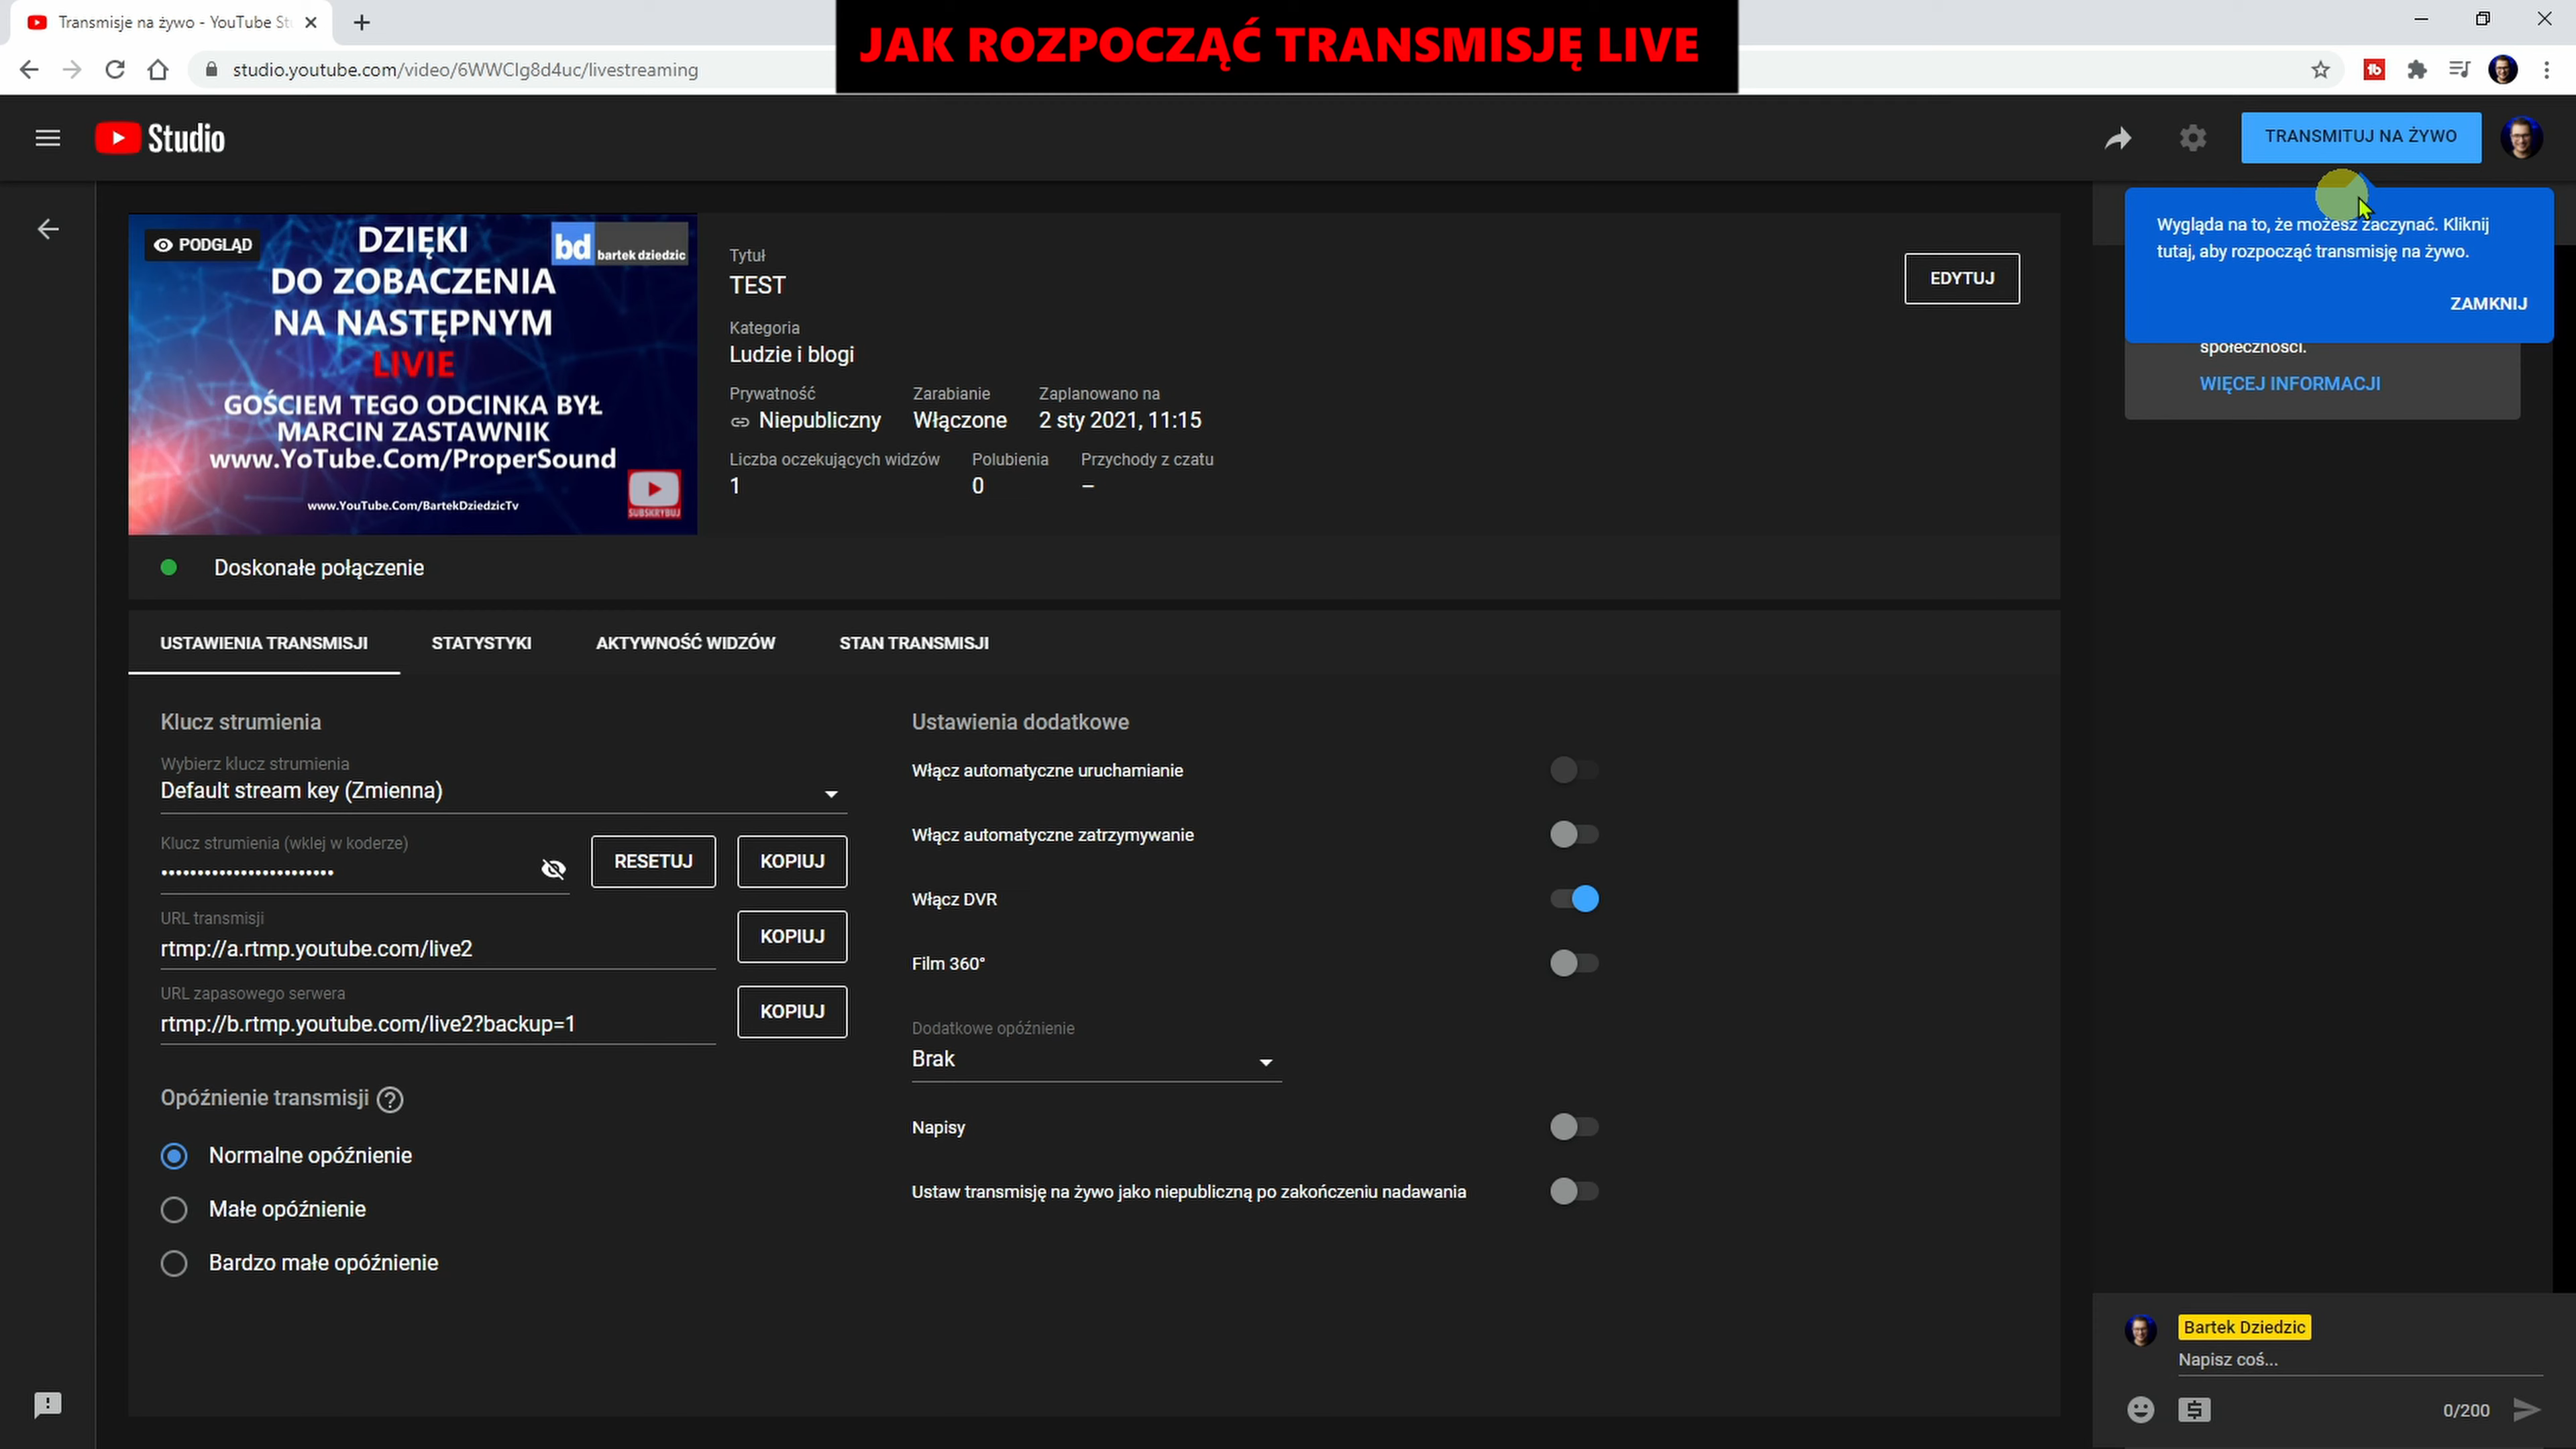 Transmisje na żywo - YouTube St
JAK ROZPOCZĄĆ TRANSMISJĘ LIVE
studio.youtube.com/video/6WWCIg8d4uc/livestreaming
Studio
TRANSMITUJ NA ŻYWO
Wygląda na to, że możesz zaczynać. Kliknij
tutaj, aby rozpocząć transmisję na żywo.
ZAMKNIJ
społeczności.
WIĘCEJ INFORMACJI
PODGLĄD
bd bartek dziedzic
DZIĘKI
DO ZOBACZENIA
NA NASTĘPNYM
LIVIE
GOŚCIEM TEGO ODCINKA BYŁ
MARCIN ZASTAWNIK
www.YoTube.Com/ProperSound
www.YouTube.Com/BartekDziedzicTv
SUBSKRYBUJ
Tytuł
TEST
EDYTUJ
Kategoria
Ludzie i blogi
Prywatność Zarabianie Zaplanowano na
Niepubliczny Włączone 2 sty 2021, 11:15
Liczba oczekujących widzów Polubienia Przychody z czatu
1 0 –
Doskonałe połączenie
USTAWIENIA TRANSMISJI STATYSTYKI AKTYWNOŚĆ WIDZÓW STAN TRANSMISJI
Klucz strumienia
Wybierz klucz strumienia
Default stream key (Zmienna)
Klucz strumienia (wklej w koderze)
••••••••••••••••••••••••
RESETUJ KOPIUJ
URL transmisji
rtmp://a.rtmp.youtube.com/live2
KOPIUJ
URL zapasowego serwera
rtmp://b.rtmp.youtube.com/live2?backup=1
KOPIUJ
Opóźnienie transmisji
Normalne opóźnienie
Małe opóźnienie
Bardzo małe opóźnienie
Ustawienia dodatkowe
Włącz automatyczne uruchamianie
Włącz automatyczne zatrzymywanie
Włącz DVR
Film 360°
Dodatkowe opóźnienie
Brak
Napisy
Ustaw transmisję na żywo jako niepubliczną po zakończeniu nadawania
Bartek Dziedzic
Napisz coś...
0/200